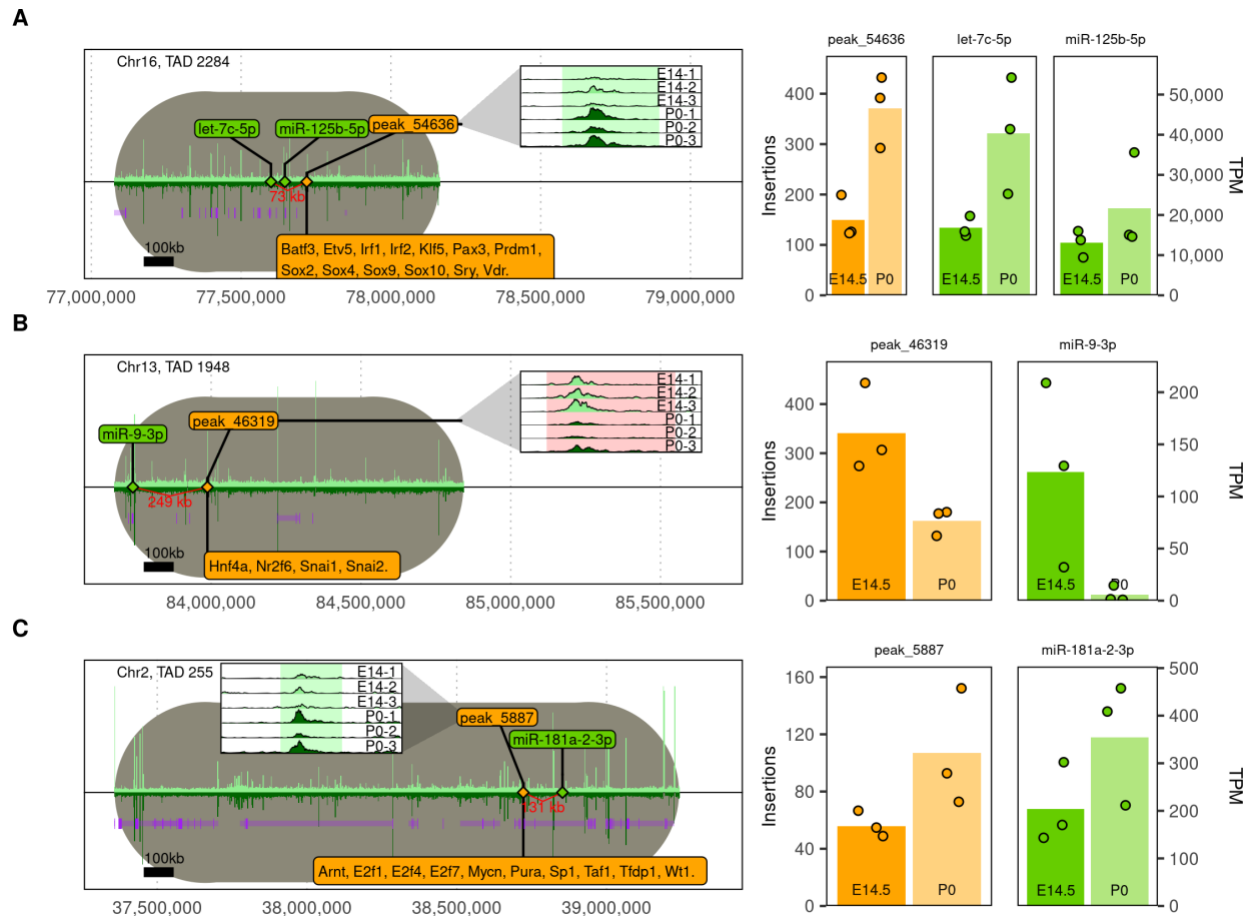 A
Chr16, TAD 2284
let-7c-5p
miR-125b-5p
peak_54636
E14-1
E14-2
E14-3
P0-1
P0-2
P0-3
73 kb
100kb
Batf3, Etv5, Irf1, Irf2, Klf5, Pax3, Prdm1,
Sox2, Sox4, Sox9, Sox10, Sry, Vdr.
77,000,000
77,500,000
78,000,000
78,500,000
79,000,000
peak_54636
let-7c-5p
miR-125b-5p
Insertions
400
300
200
100
0
E14.5
P0
E14.5
P0
E14.5
P0
50,000
40,000
30,000
20,000
10,000
0
TPM
B
Chr13, TAD 1948
miR-9-3p
peak_46319
E14-1
E14-2
E14-3
P0-1
P0-2
P0-3
249 kb
100kb
Hnf4a, Nr2f6, Snai1, Snai2.
84,000,000
84,500,000
85,000,000
85,500,000
peak_46319
miR-9-3p
Insertions
400
300
200
100
0
E14.5
P0
E14.5
P0
200
150
100
50
0
TPM
C
Chr2, TAD 255
E14-1
E14-2
E14-3
P0-1
P0-2
P0-3
peak_5887
miR-181a-2-3p
131 kb
100kb
Arnt, E2f1, E2f4, E2f7, Mycn, Pura, Sp1, Taf1, Tfdp1, Wt1.
37,500,000
38,000,000
38,500,000
39,000,000
peak_5887
miR-181a-2-3p
Insertions
160
120
80
40
0
E14.5
P0
E14.5
P0
500
400
300
200
100
0
TPM